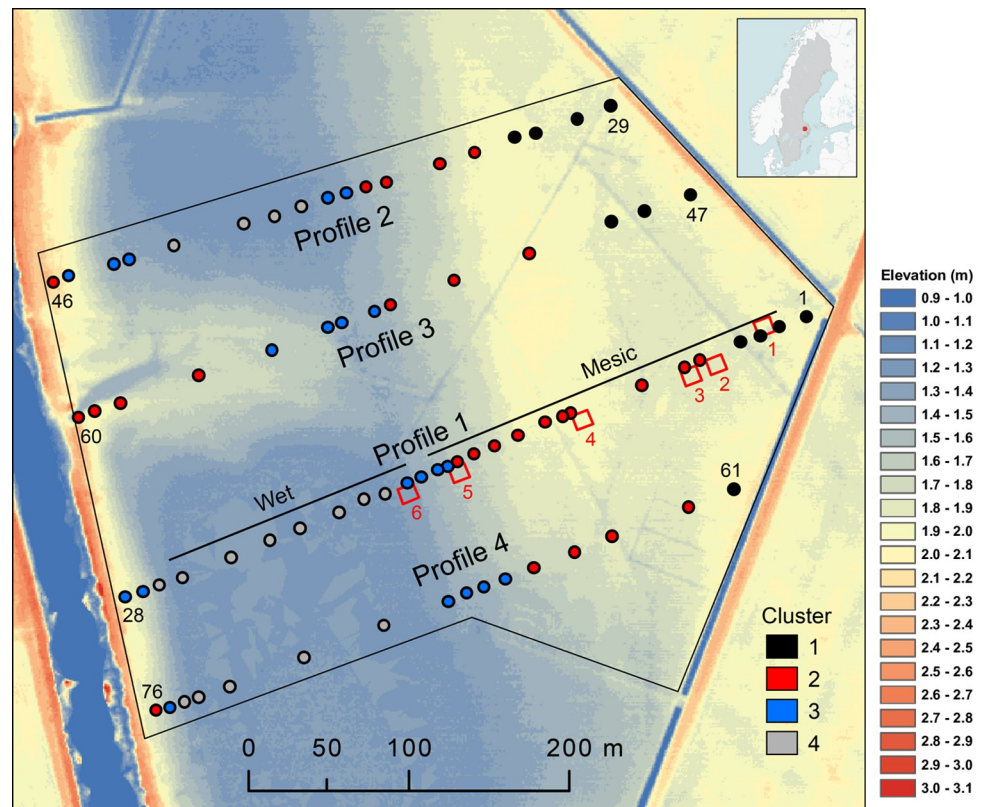 29
Profile 2
47
46
Profile 3
1
1
Mesic
2
3
60
Profile 1
4
61
Wet
5
6
Profile 4
28
76
Cluster
1
2
3
4
0 50 100 200 m
Elevation (m)
0.9 - 1.0
1.0 - 1.1
1.1 - 1.2
1.2 - 1.3
1.3 - 1.4
1.4 - 1.5
1.5 - 1.6
1.6 - 1.7
1.7 - 1.8
1.8 - 1.9
1.9 - 2.0
2.0 - 2.1
2.1 - 2.2
2.2 - 2.3
2.3 - 2.4
2.4 - 2.5
2.5 - 2.6
2.6 - 2.7
2.7 - 2.8
2.8 - 2.9
2.9 - 3.0
3.0 - 3.1